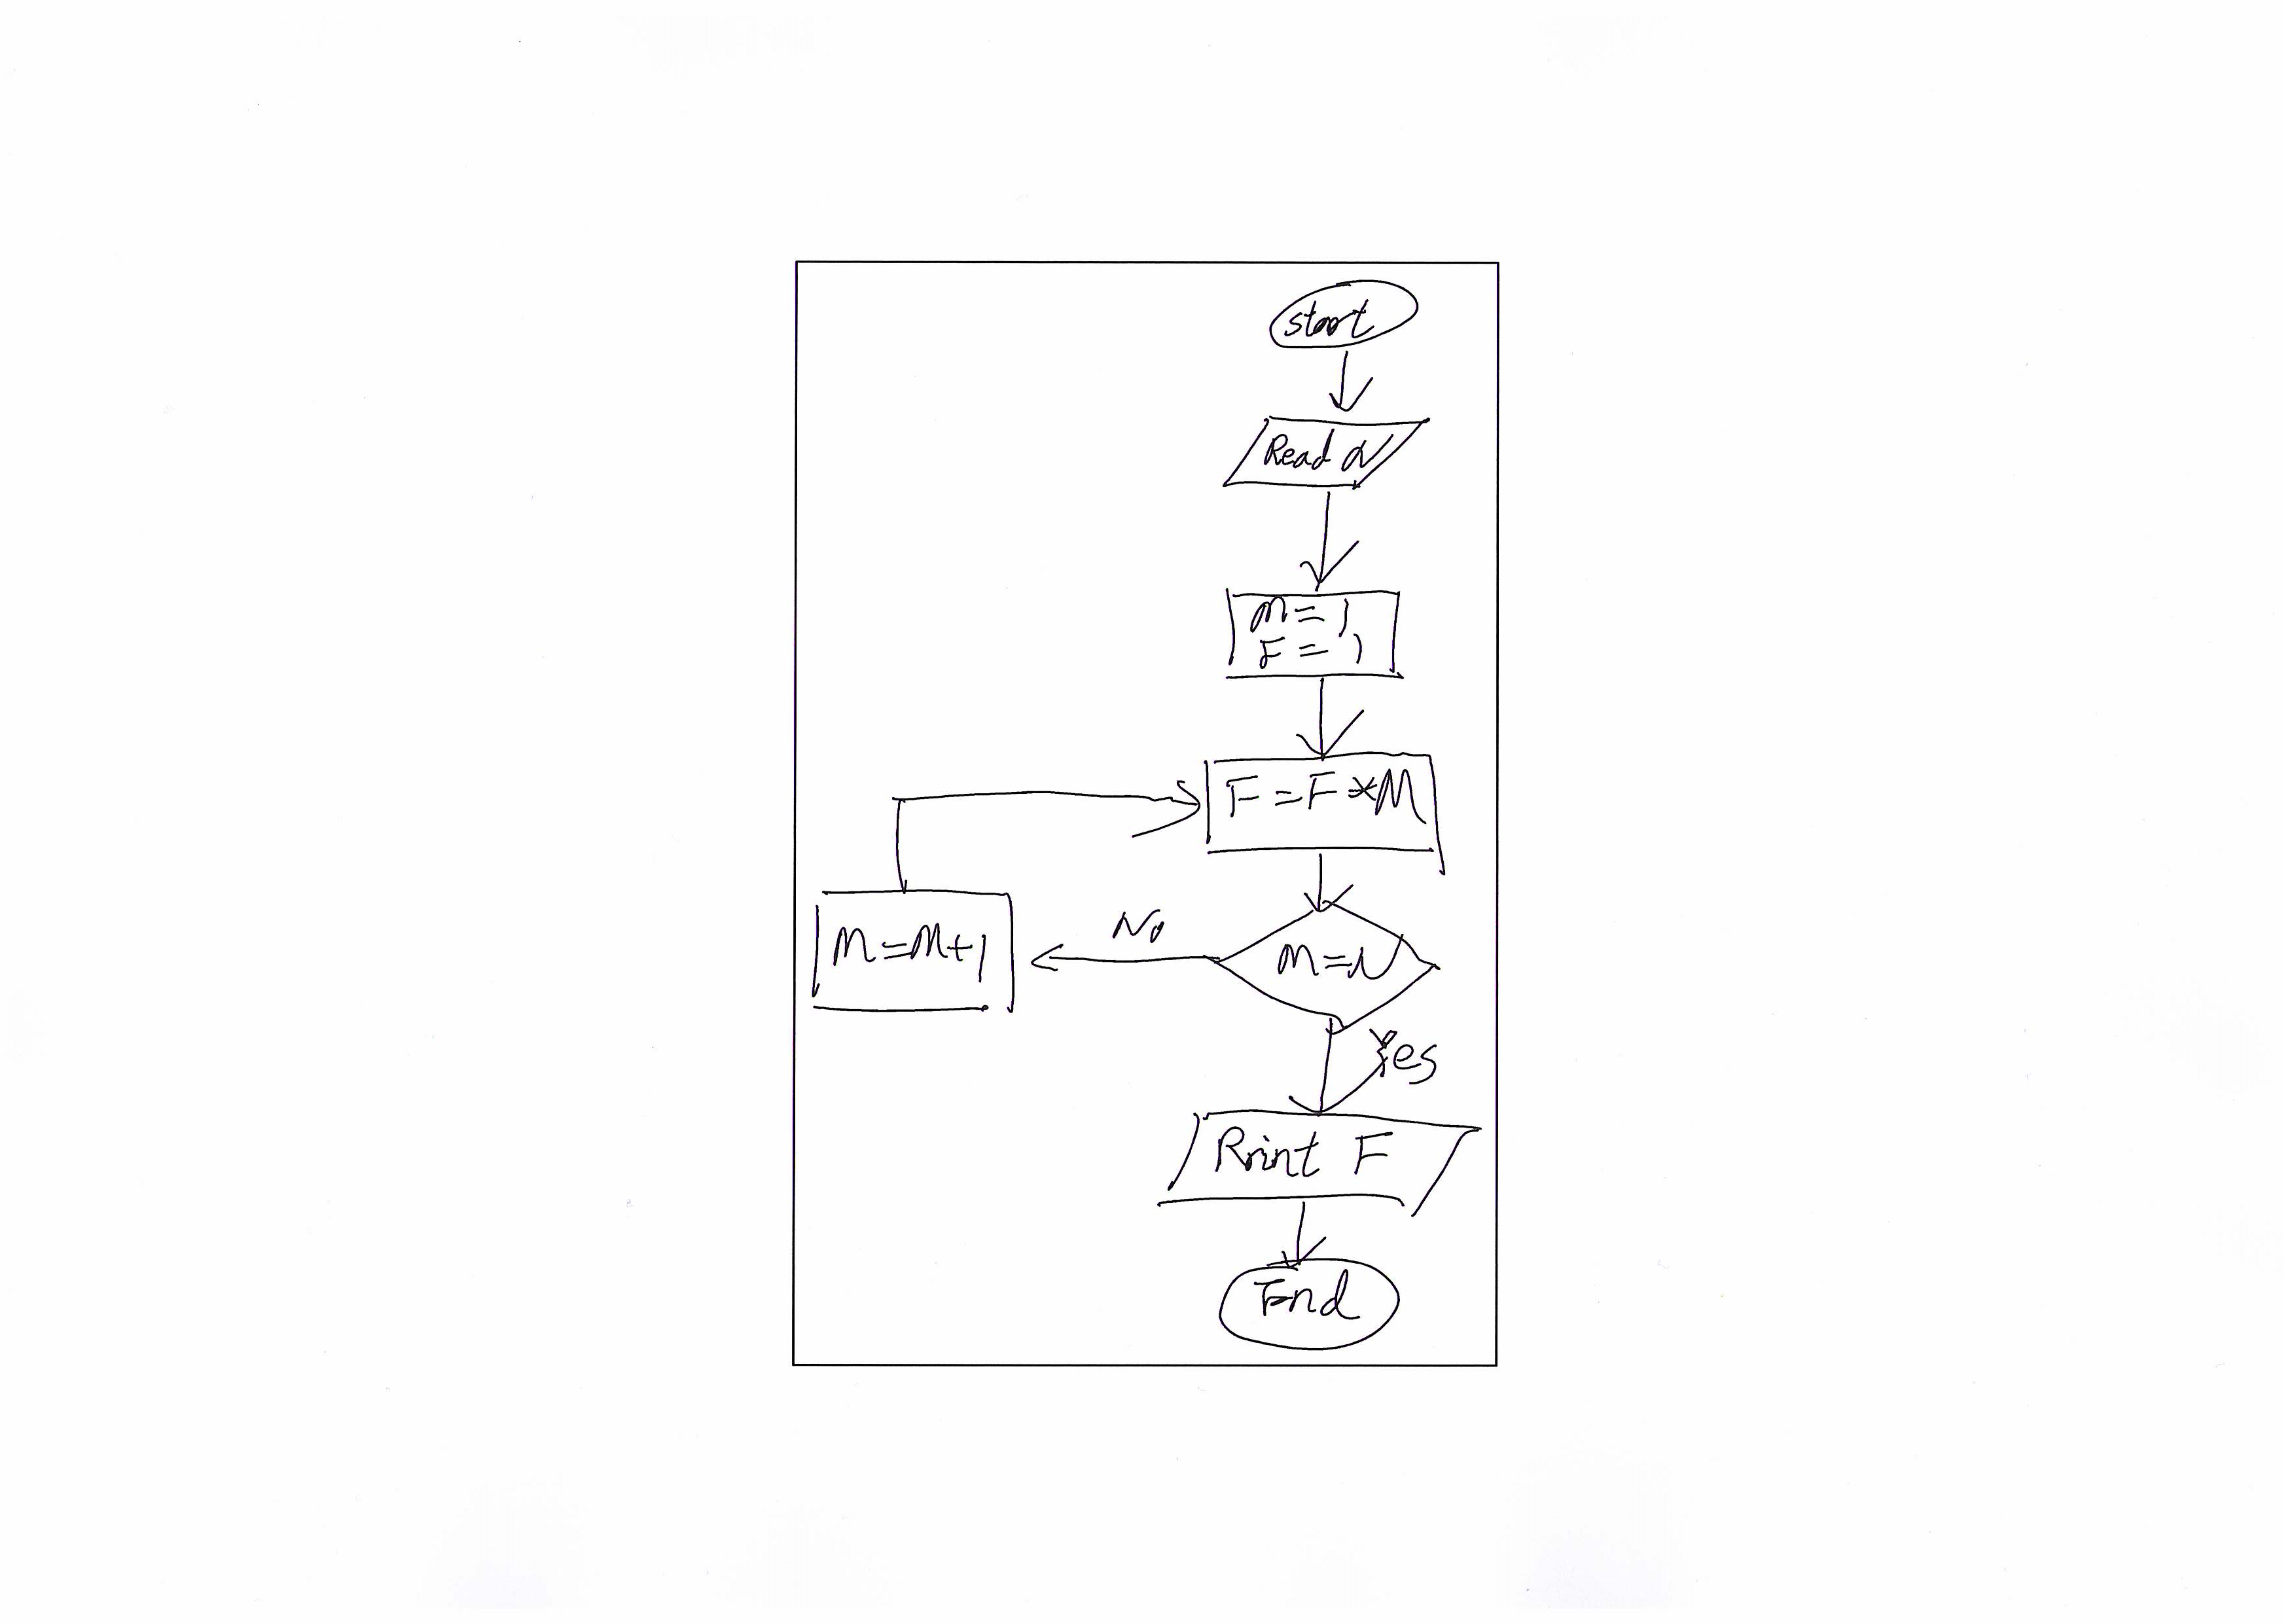 start
Read N
M = 1
F = 1
F = F * M
M = N
No
M = M + 1
Yes
Print F
End